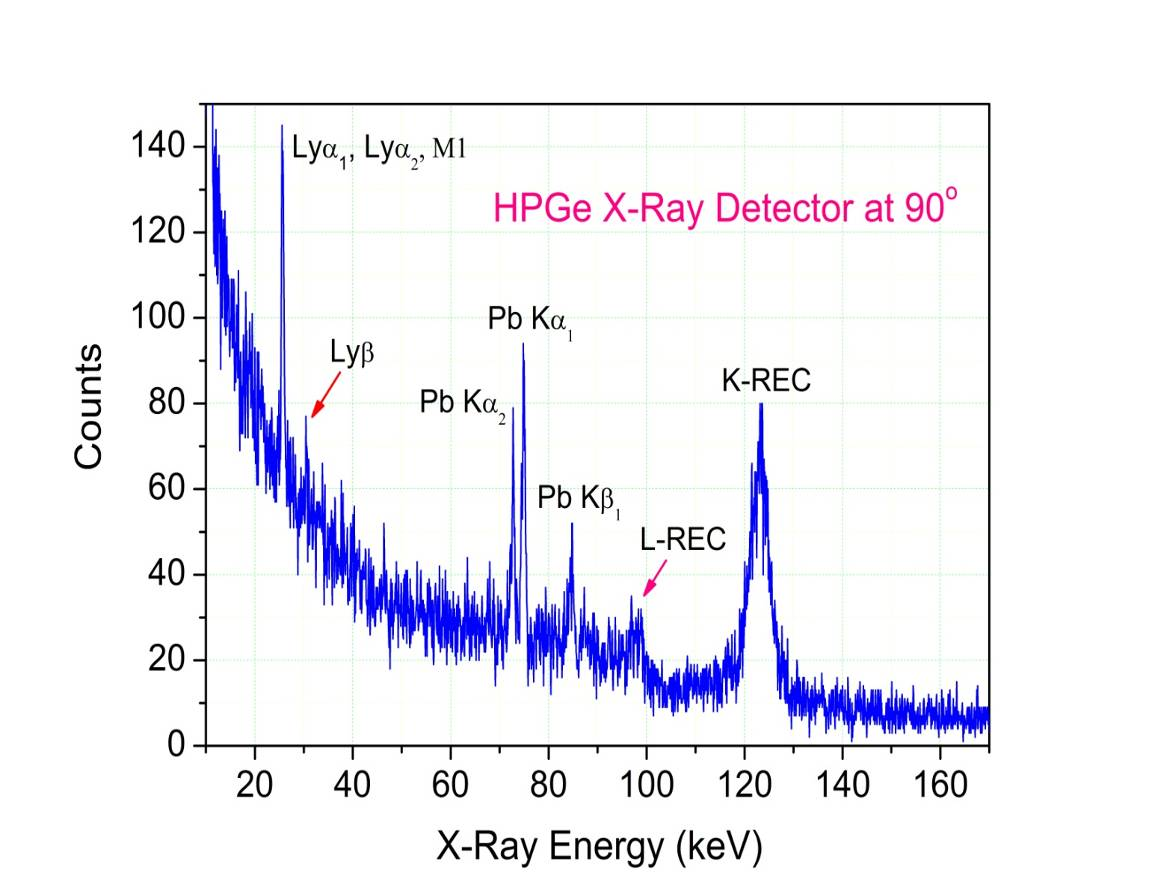 Lyα₁, Lyα₂, M1
HPGe X-Ray Detector at 90°
Pb Kα₁
Lyβ
K-REC
Pb Kα₂
Pb Kβ₁
L-REC
Counts
140
120
100
80
60
40
20
0
20 40 60 80 100 120 140 160
X-Ray Energy (keV)